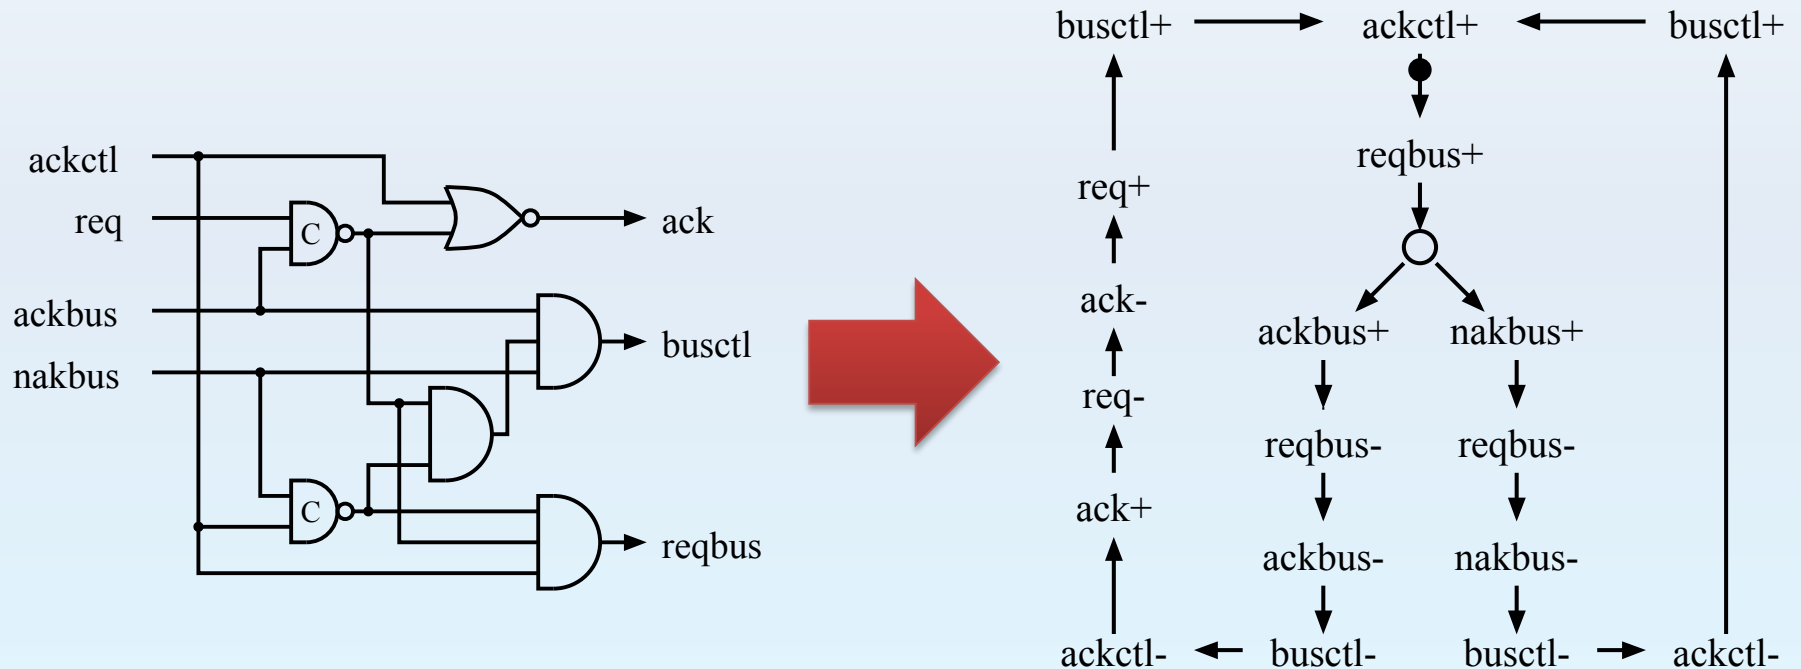 ackctl
req
ackbus
nakbus
C
C
ack
busctl
reqbus
busctl+ ackctl+ busctl+
reqbus+
req+
ack-
ackbus+ nakbus+
req-
reqbus- reqbus-
ack+
ackbus- nakbus-
ackctl- busctl- busctl- ackctl-